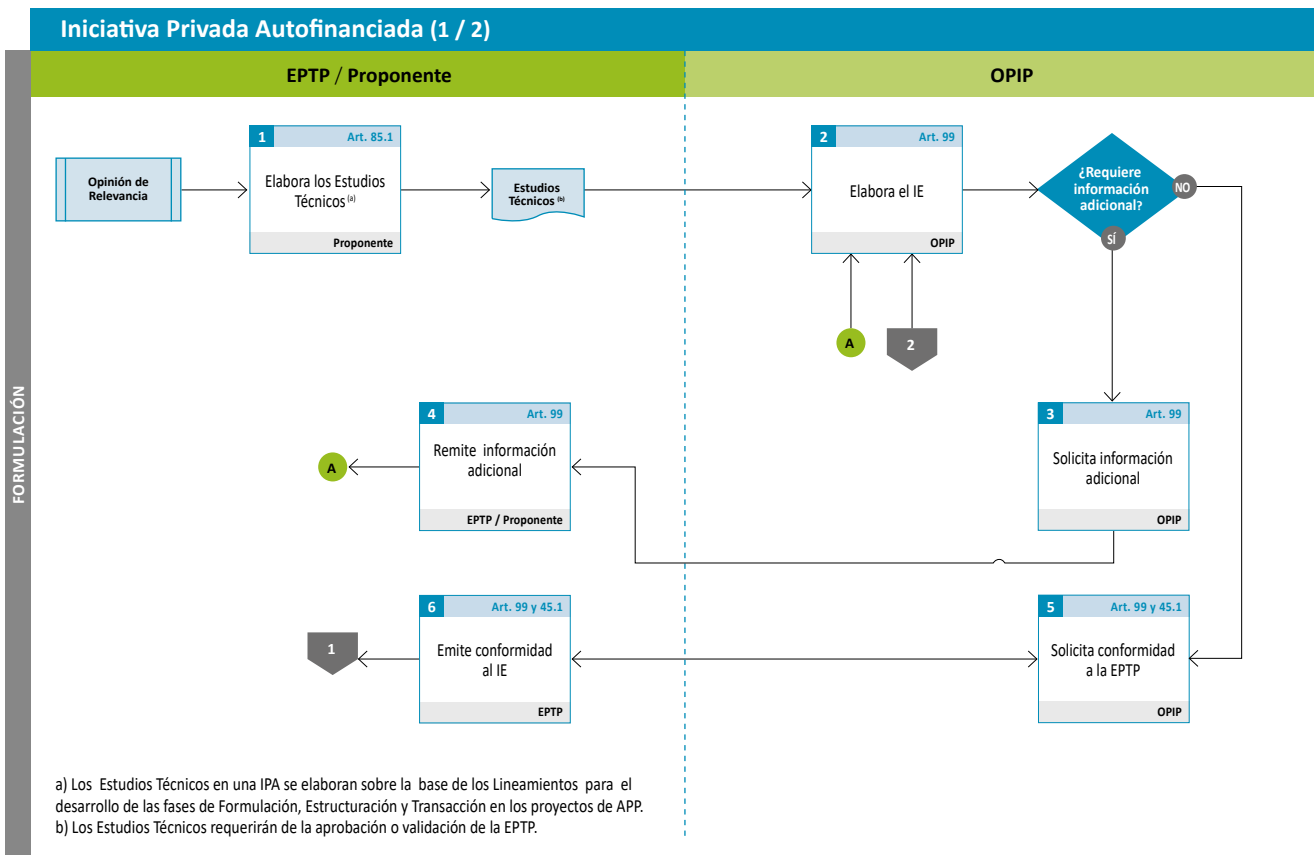 Iniciativa Privada Autofinanciada (1 / 2)
EPTP / Proponente
OPIP
FORMULACIÓN
Opinión de
Relevancia
1
Art. 85.1
Elabora los Estudios
Técnicos (a)
Proponente
Estudios
Técnicos (b)
2
Art. 99
Elabora el IE
OPIP
¿Requiere
información
adicional?
NO
SÍ
A
2
4
Art. 99
Remite información
adicional
EPTP / Proponente
A
3
Art. 99
Solicita información
adicional
OPIP
6
Art. 99 y 45.1
Emite conformidad
al IE
EPTP
1
5
Art. 99 y 45.1
Solicita conformidad
a la EPTP
OPIP
a) Los Estudios Técnicos en una IPA se elaboran sobre la base de los Lineamientos para el
desarrollo de las fases de Formulación, Estructuración y Transacción en los proyectos de APP.
b) Los Estudios Técnicos requerirán de la aprobación o validación de la EPTP.